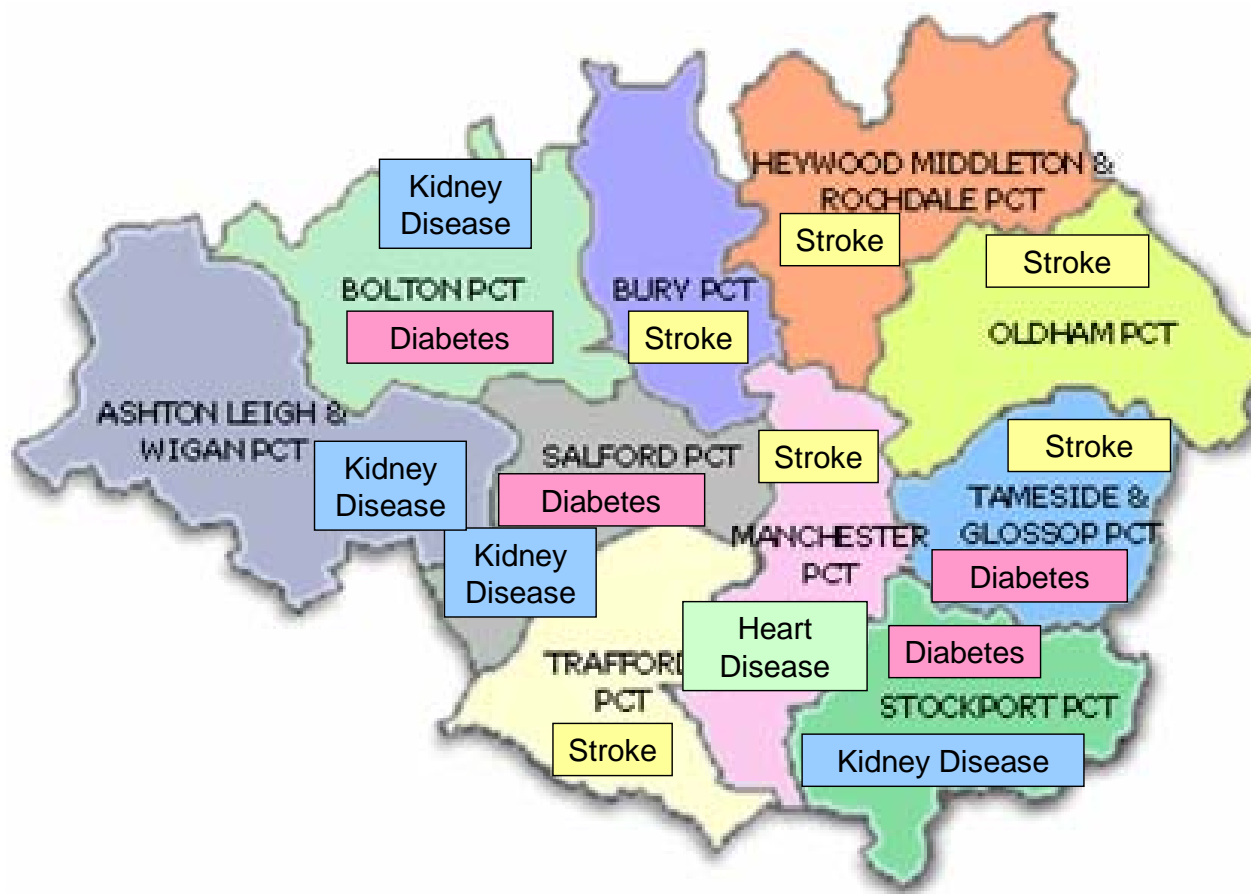 HEYWOOD MIDDLETON &
ROCHDALE PCT
Stroke
Stroke
OLDHAM PCT
Kidney
Disease
BOLTON PCT
Diabetes
BURY PCT
Stroke
ASHTON LEIGH &
WIGAN PCT
Kidney
Disease
SALFORD PCT
Diabetes
Kidney
Disease
Stroke
MANCHESTER
PCT
Heart
Disease
Stroke
TAMESIDE &
GLOSSOP PCT
Diabetes
TRAFFORD
PCT
Stroke
Diabetes
STOCKPORT PCT
Kidney Disease